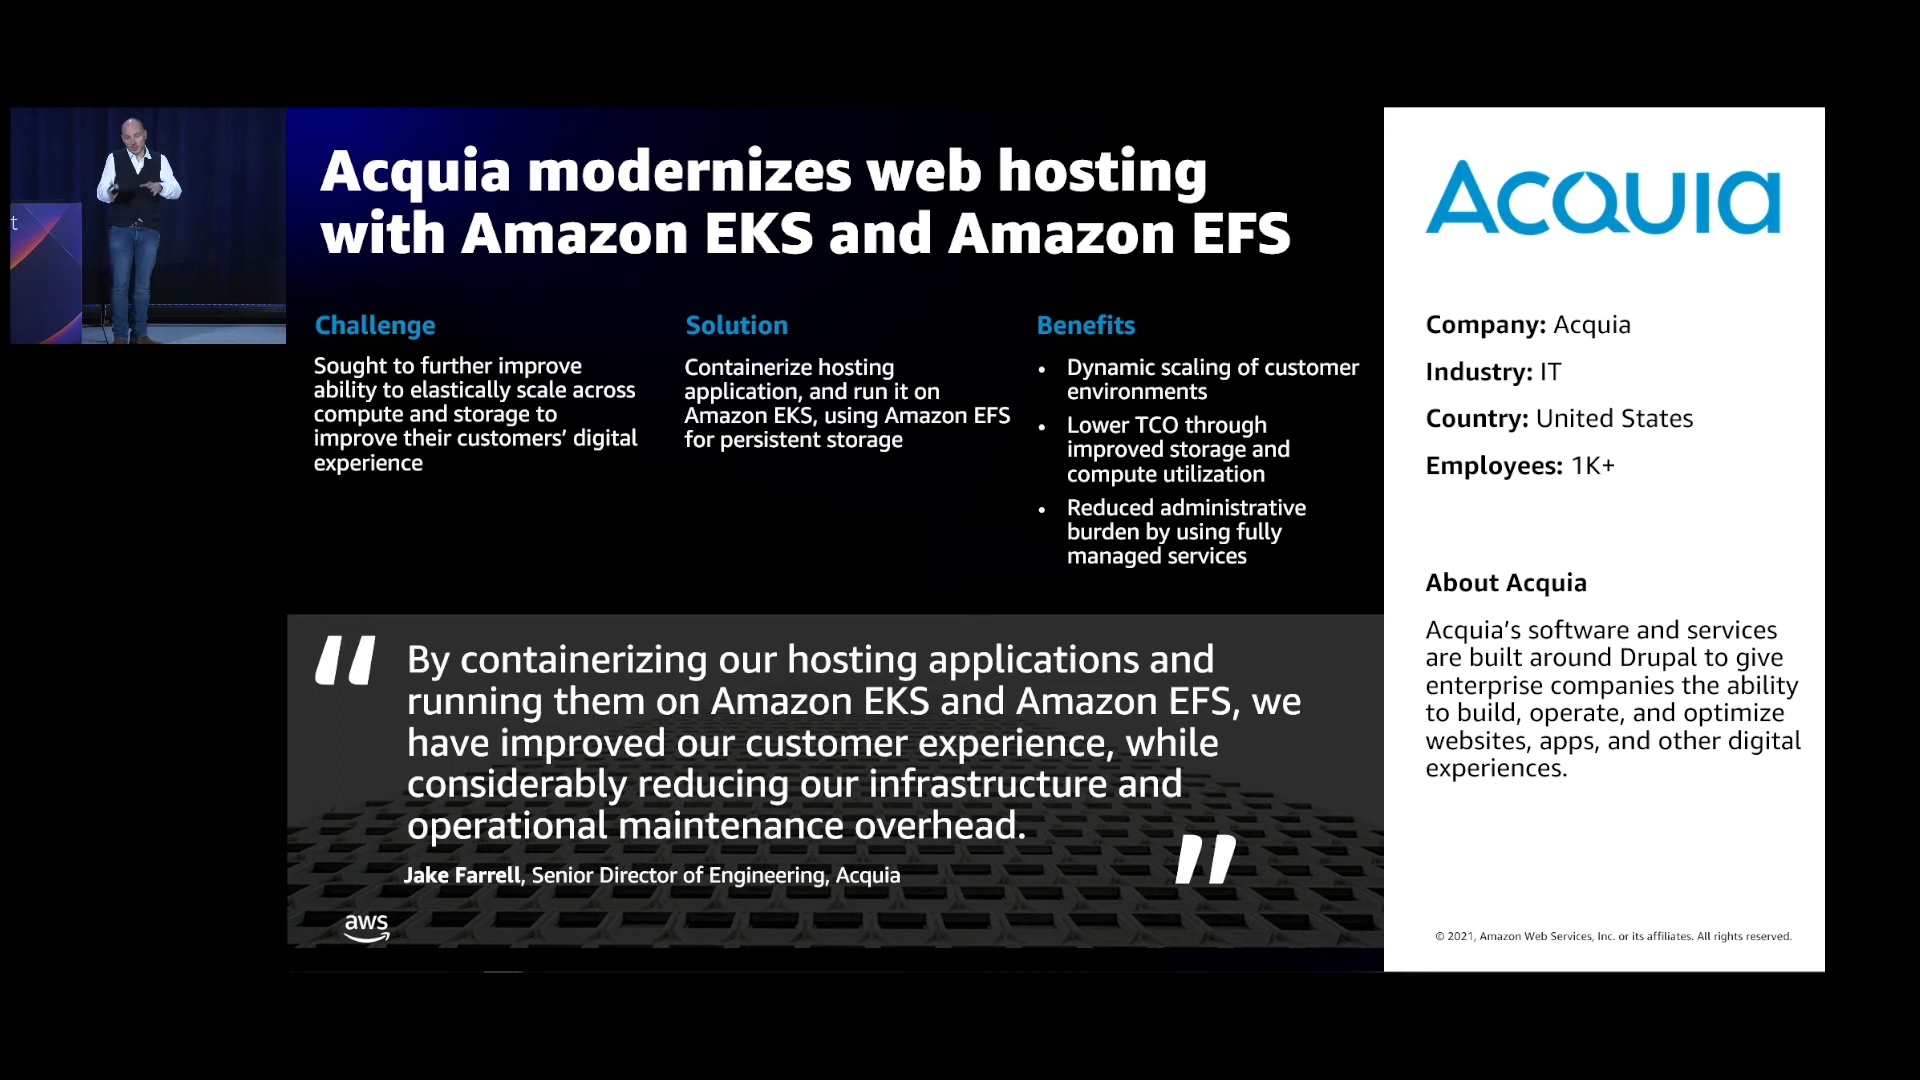 t
Acquia modernizes web hosting
with Amazon EKS and Amazon EFS
Challenge
Sought to further improve
ability to elastically scale across
compute and storage to
improve their customers’ digital
experience
Solution
Containerize hosting
application, and run it on
Amazon EKS, using Amazon EFS
for persistent storage
Benefits
• Dynamic scaling of customer
environments
• Lower TCO through
improved storage and
compute utilization
• Reduced administrative
burden by using fully
managed services
“ By containerizing our hosting applications and
running them on Amazon EKS and Amazon EFS, we
have improved our customer experience, while
considerably reducing our infrastructure and
operational maintenance overhead. ”
Jake Farrell, Senior Director of Engineering, Acquia
aws
ACQUIA
Company: Acquia
Industry: IT
Country: United States
Employees: 1K+
About Acquia
Acquia’s software and services
are built around Drupal to give
enterprise companies the ability
to build, operate, and optimize
websites, apps, and other digital
experiences.
© 2021, Amazon Web Services, Inc. or its affiliates. All rights reserved.